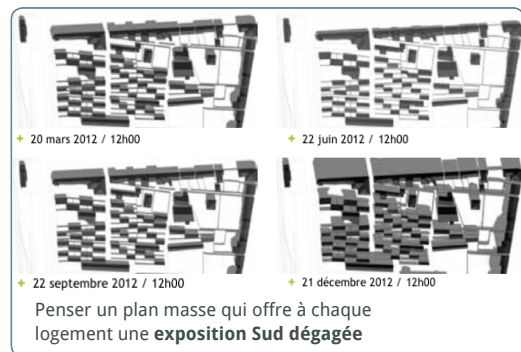 + 20 mars 2012 / 12h00
+ 22 juin 2012 / 12h00
+ 22 septembre 2012 / 12h00
+ 21 décembre 2012 / 12h00
Penser un plan masse qui offre à chaque
logement une exposition Sud dégagée